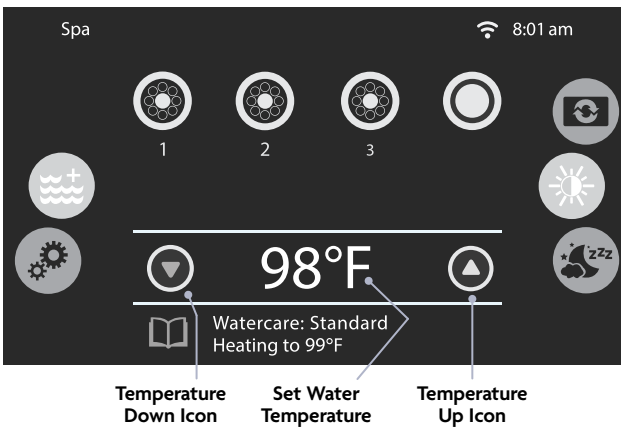 Spa 8:01 am
1 2 3
zzz
98°F
Watercare: Standard
Heating to 99°F
Temperature Down Icon
Set Water Temperature
Temperature Up Icon